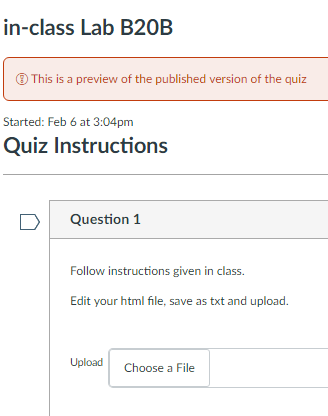 in-class Lab B20B
This is a preview of the published version of the quiz
Started: Feb 6 at 3:04pm
Quiz Instructions
Question 1
Follow instructions given in class.
Edit your html file, save as txt and upload.
Upload Choose a File